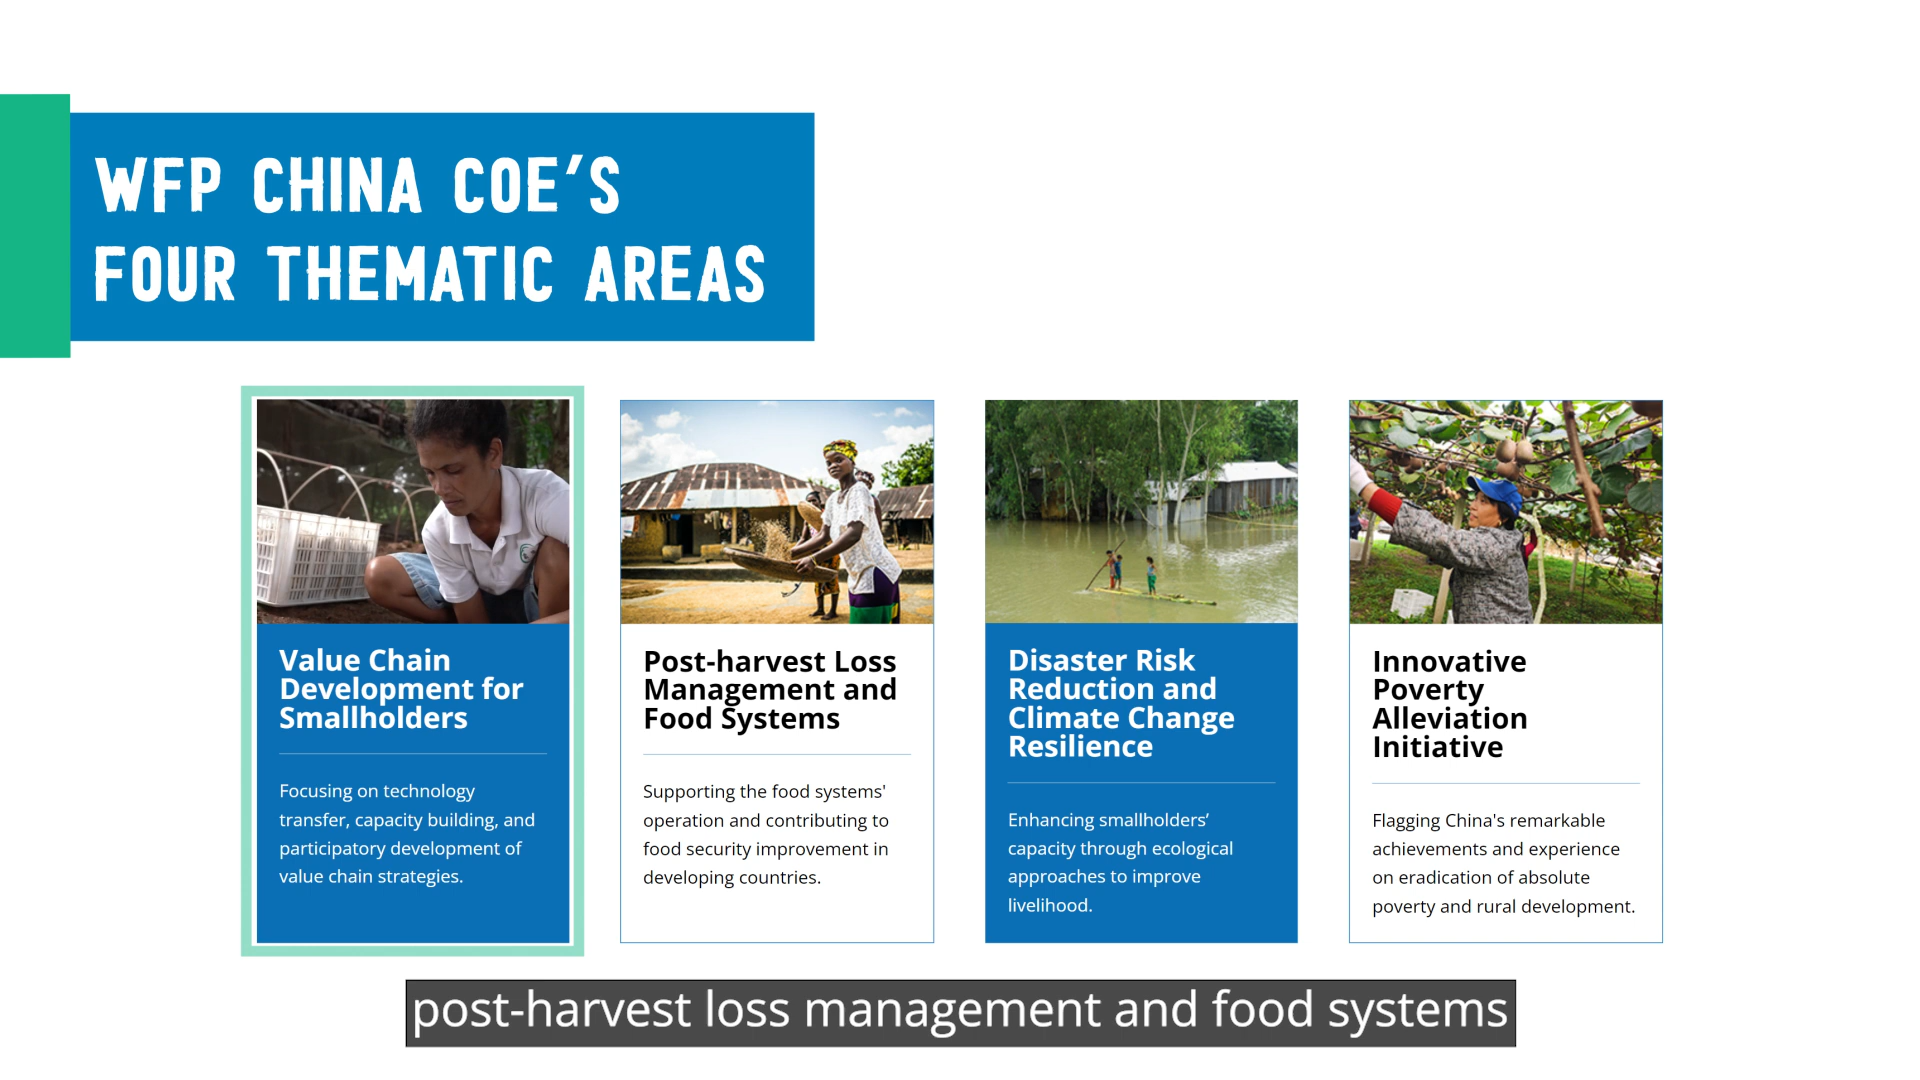 WFP CHINA COE’S
FOUR THEMATIC AREAS
Value Chain
Development for
Smallholders
Focusing on technology
transfer, capacity building, and
participatory development of
value chain strategies.
Post-harvest Loss
Management and
Food Systems
Supporting the food systems'
operation and contributing to
food security improvement in
developing countries.
Disaster Risk
Reduction and
Climate Change
Resilience
Enhancing smallholders’
capacity through ecological
approaches to improve
livelihood.
Innovative
Poverty
Alleviation
Initiative
Flagging China's remarkable
achievements and experience
on eradication of absolute
poverty and rural development.
post-harvest loss management and food systems